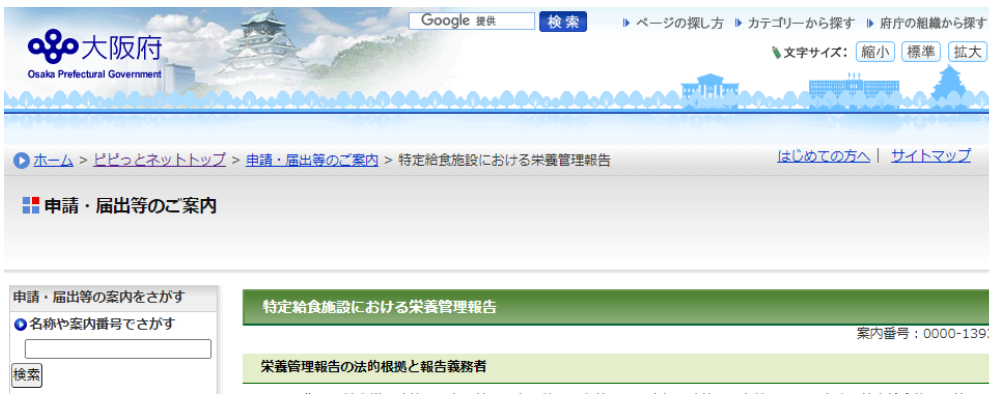 大阪府
Osaka Prefectural Government
Google 提供
検索
ページの探し方 カテゴリーから探す 府庁の組織から探す
文字サイズ: 縮小 標準 拡大
ホーム > ピピっとネットトップ > 申請・届出等のご案内 > 特定給食施設における栄養管理報告
はじめての方へ | サイトマップ
申請・届出等のご案内
申請・届出等の案内をさがす
名称や案内番号でさがす
検索
特定給食施設における栄養管理報告
案内番号:0000-1393
栄養管理報告の法的根拠と報告義務者